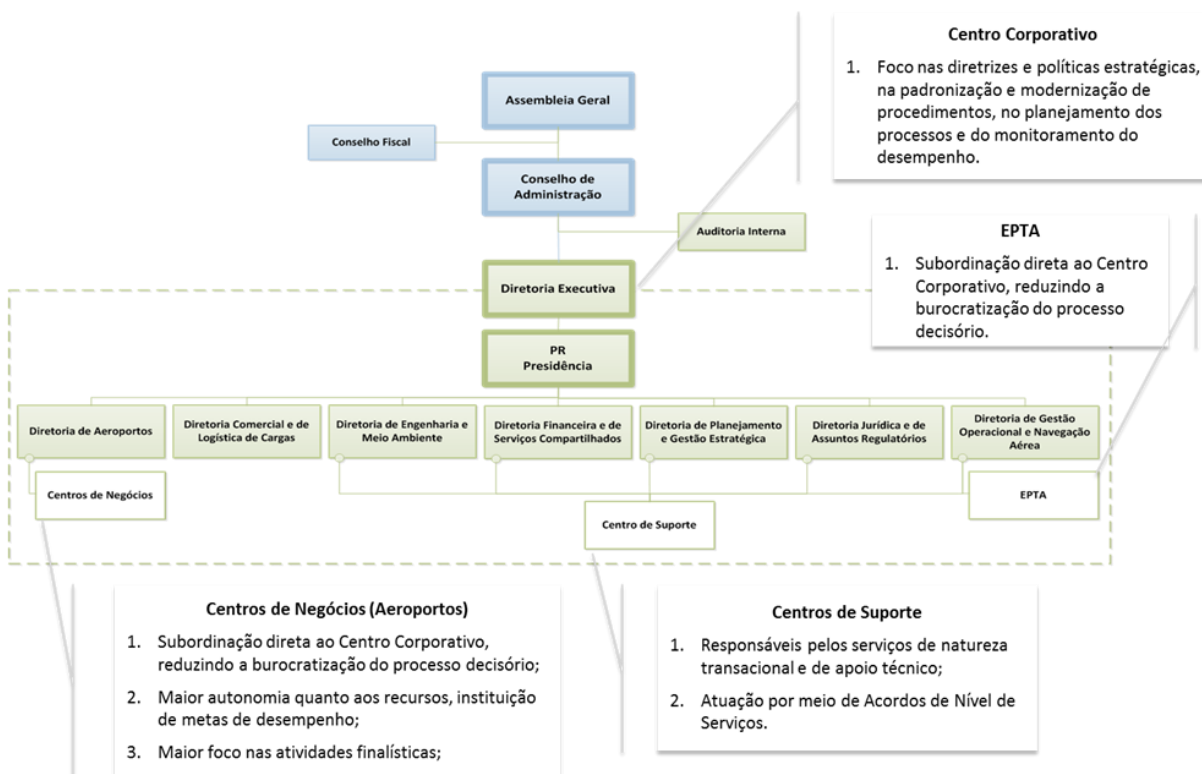 Centro Corporativo
1. Foco nas diretrizes e políticas estratégicas,
na padronização e modernização de
procedimentos, no planejamento dos
processos e do monitoramento do
desempenho.
Assembleia Geral
Conselho Fiscal
Conselho de
Administração
Auditoria Interna
EPTA
1. Subordinação direta ao Centro
Corporativo, reduzindo a
burocratização do processo
decisório.
Diretoria Executiva
PR
Presidência
Diretoria de Aeroportos
Diretoria Comercial e de
Logística de Cargas
Diretoria de Engenharia e
Meio Ambiente
Diretoria Financeira e de
Serviços Compartilhados
Diretoria de Planejamento
e Gestão Estratégica
Diretoria Jurídica e de
Assuntos Regulatórios
Diretoria de Gestão
Operacional e Navegação
Aérea
Centros de Negócios
Centro de Suporte
EPTA
Centros de Negócios (Aeroportos)
1. Subordinação direta ao Centro Corporativo,
reduzindo a burocratização do processo
decisório;
2. Maior autonomia quanto aos recursos, instituição
de metas de desempenho;
3. Maior foco nas atividades finalísticas;
Centros de Suporte
1. Responsáveis pelos serviços de natureza
transacional e de apoio técnico;
2. Atuação por meio de Acordos de Nível de
Serviços.